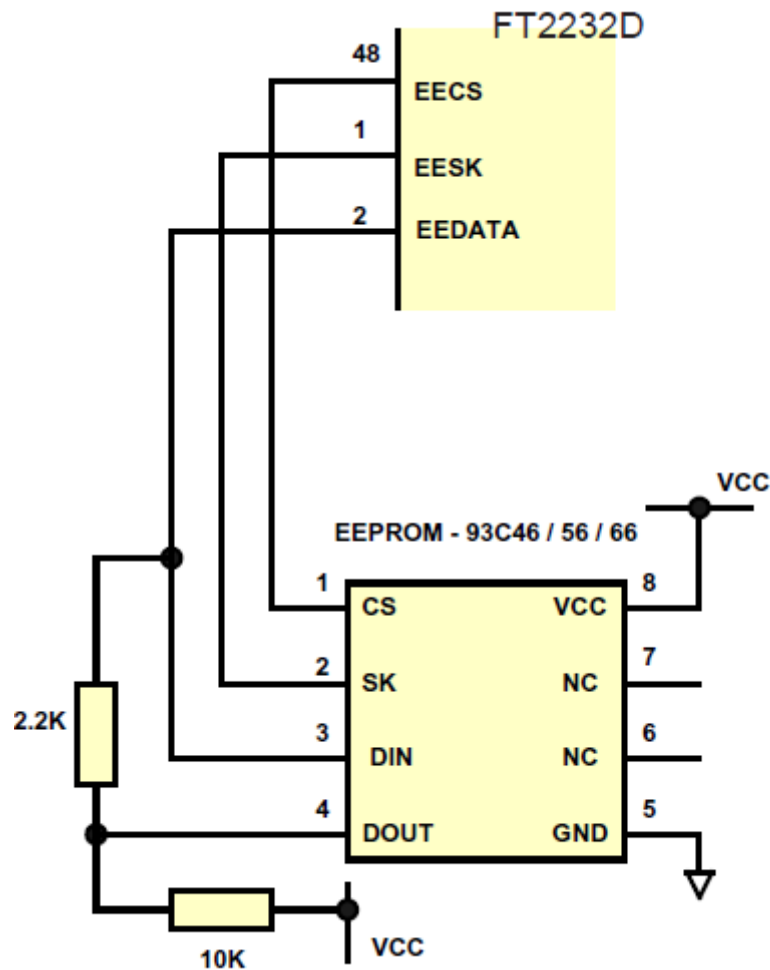 FT2232D
48
EECS
1
EESK
2
EEDATA
VCC
EEPROM - 93C46 / 56 / 66
1
CS
VCC
8
2
SK
NC
7
2.2K
3
DIN
NC
6
4
DOUT
GND
5
10K
VCC